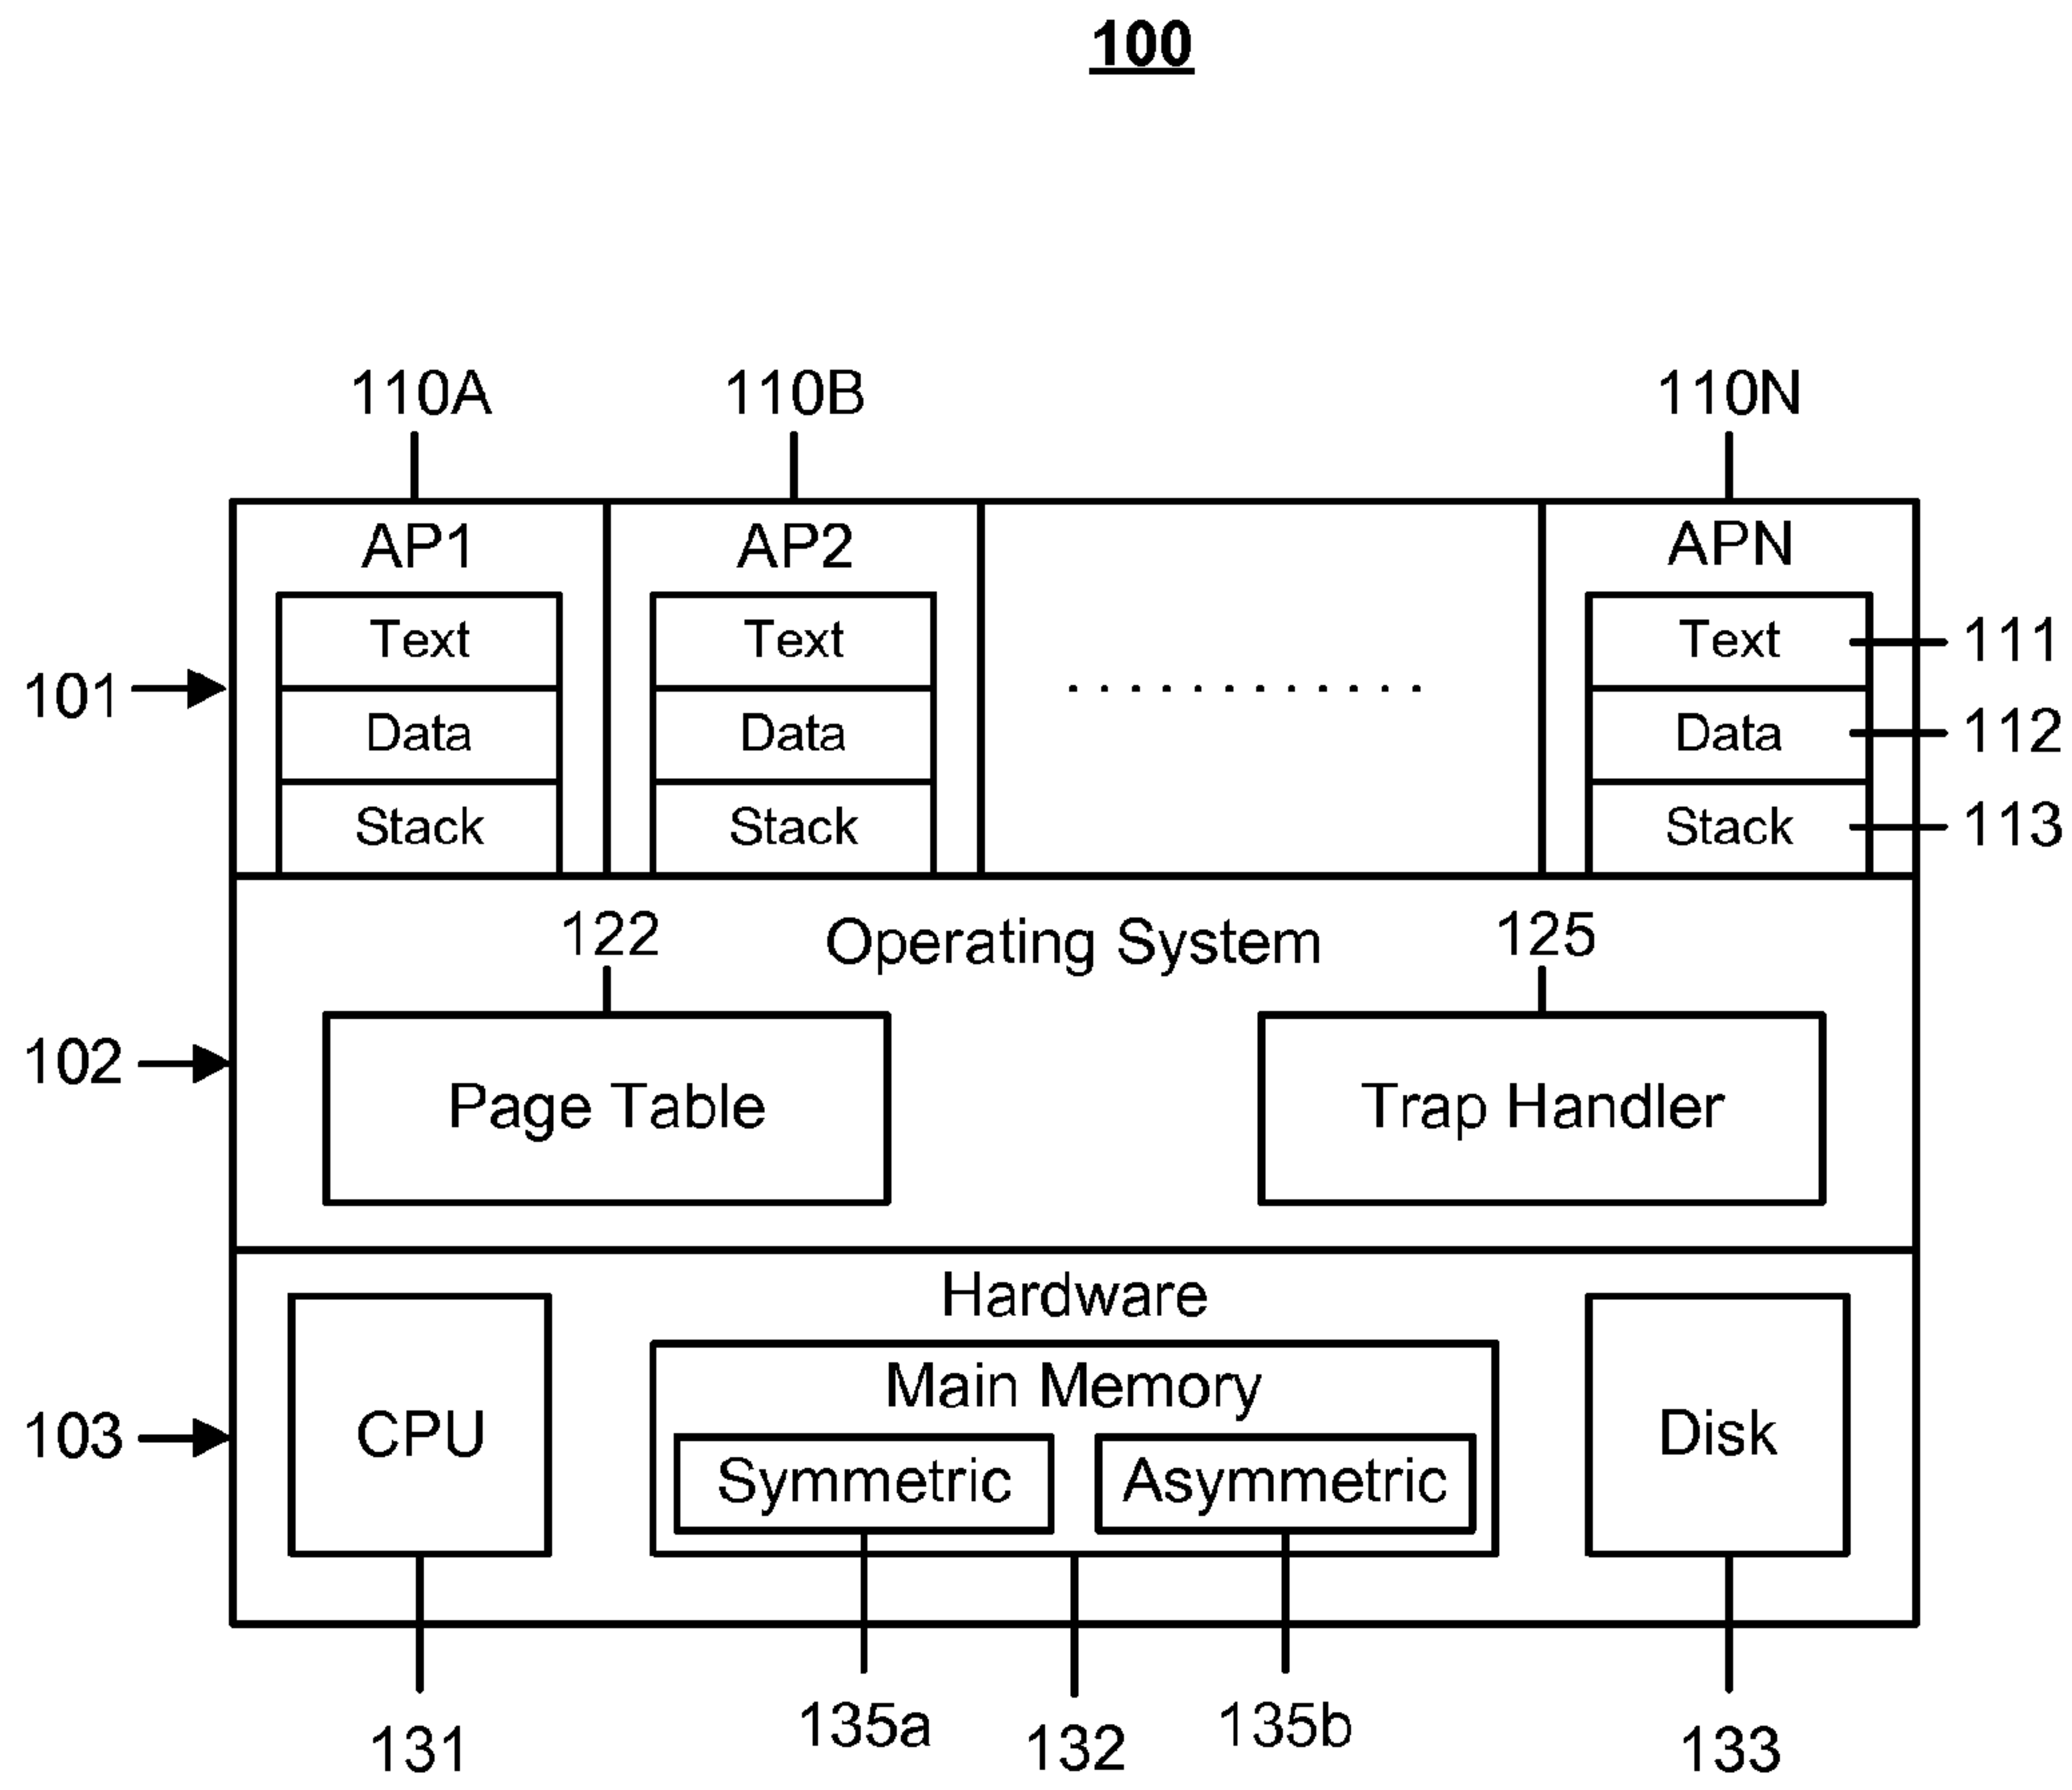 100
110A 110B 110N
AP1 AP2 APN
Text Text Text 111
101
Data Data . . . . . . . . . . . . Data 112
Stack Stack Stack 113
122 Operating System 125
102
Page Table Trap Handler
Hardware
Main Memory
103 CPU Disk
Symmetric Asymmetric
131 135a 132 135b 133